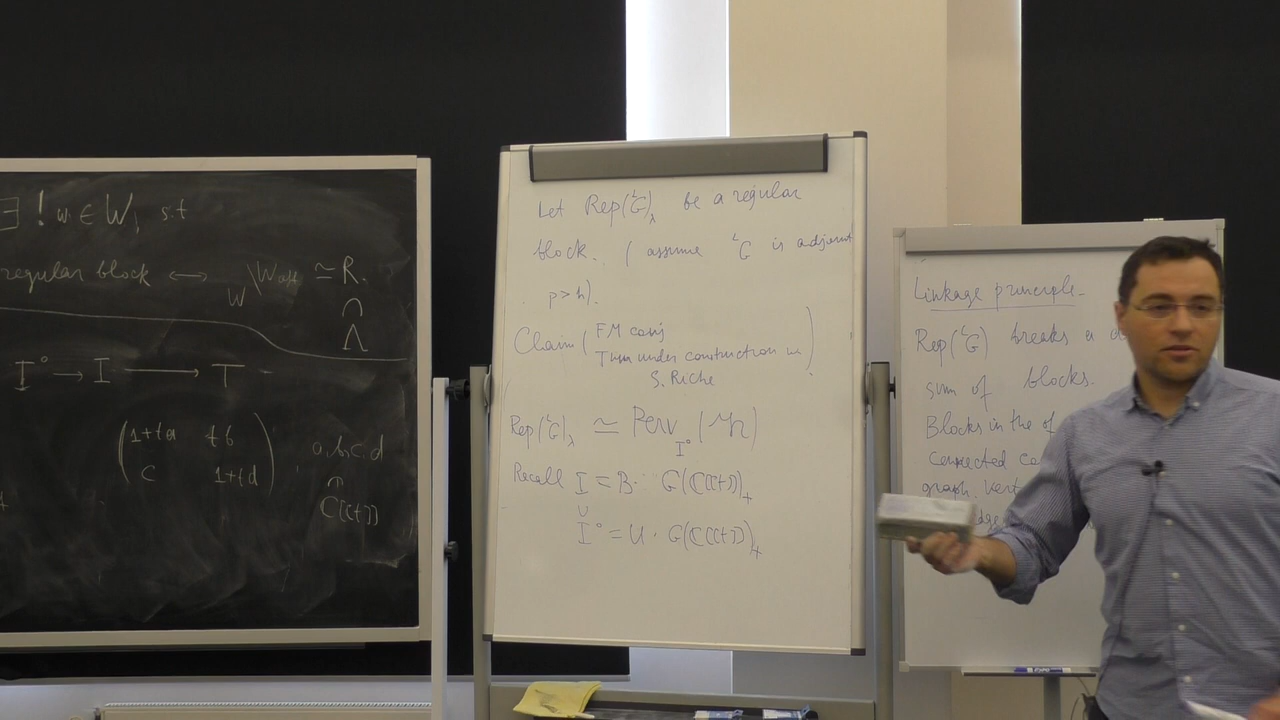 ∃ ! w ∈ W, s.t
regular block ⟷ W\W_aff ≃ R.
∩
Λ
I° → I ⟶ T
(1+ta tb
c 1+td) a,b,c,d
∈
C[[t]]
Let Rep(ᴸG)_λ be a regular
block. ( assume ᴸG is adjoint
p>h).
Claim ( FM conj
Thm under construction w
S. Riche )
Rep(ᴸG)_λ ≃ Perv_I°( )
Recall I = B · G(C[[t]])₊
∪
I° = U · G(C[[t]])₊
Linkage principle
Rep(ᴸG) breaks
sum of blocks.
Blocks in the
connected
graph.